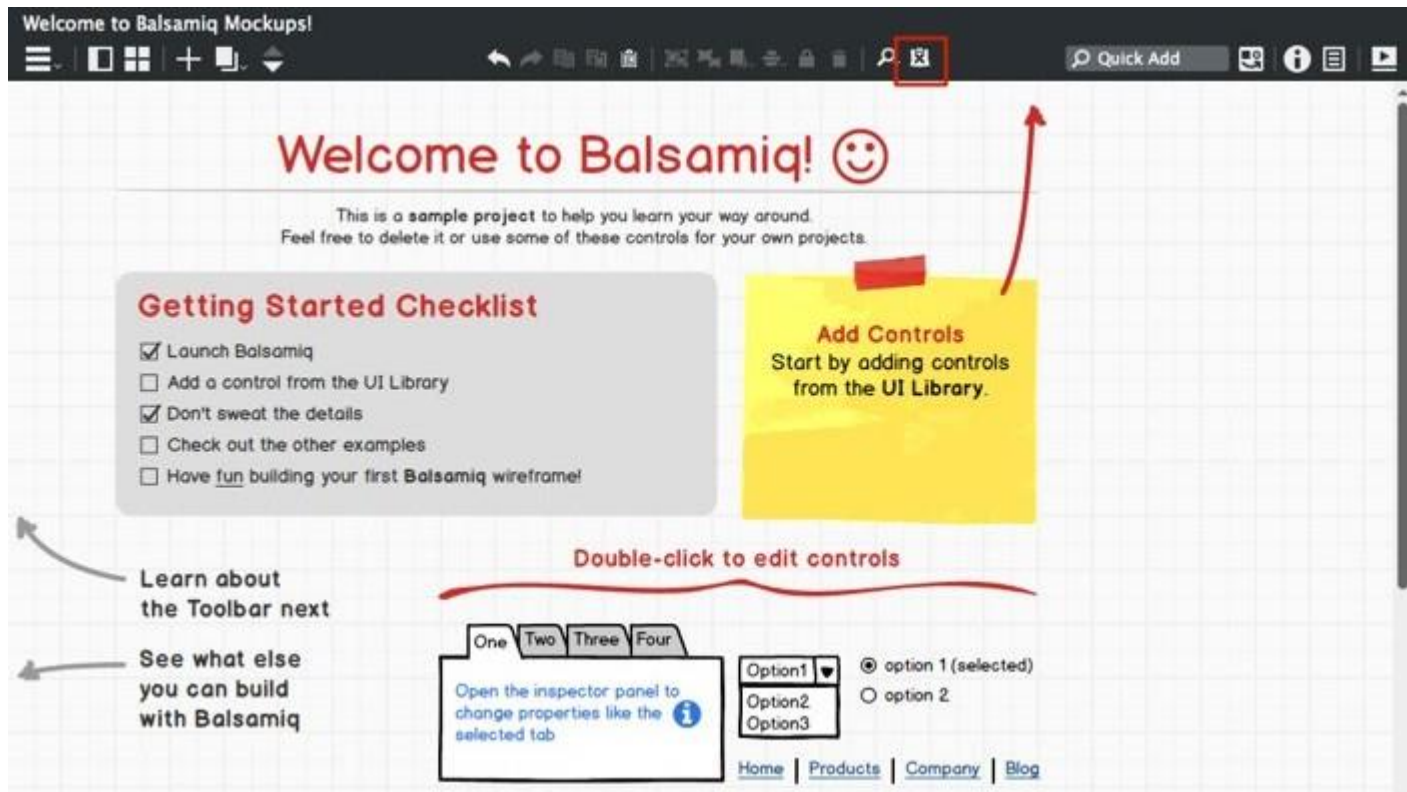 Welcome to Balsamiq Mockups!
Quick Add
Welcome to Balsamiq!
This is a sample project to help you learn your way around.
Feel free to delete it or use some of these controls for your own projects.
Getting Started Checklist
Launch Balsamiq
Add a control from the UI Library
Don't sweat the details
Check out the other examples
Have fun building your first Balsamiq wireframe!
Add Controls
Start by adding controls
from the UI Library.
Double-click to edit controls
Learn about
the Toolbar next
See what else
you can build
with Balsamiq
One Two Three Four
Open the inspector panel to
change properties like the
selected tab
Option1
Option2
Option3
option 1 (selected)
option 2
Home | Products | Company | Blog